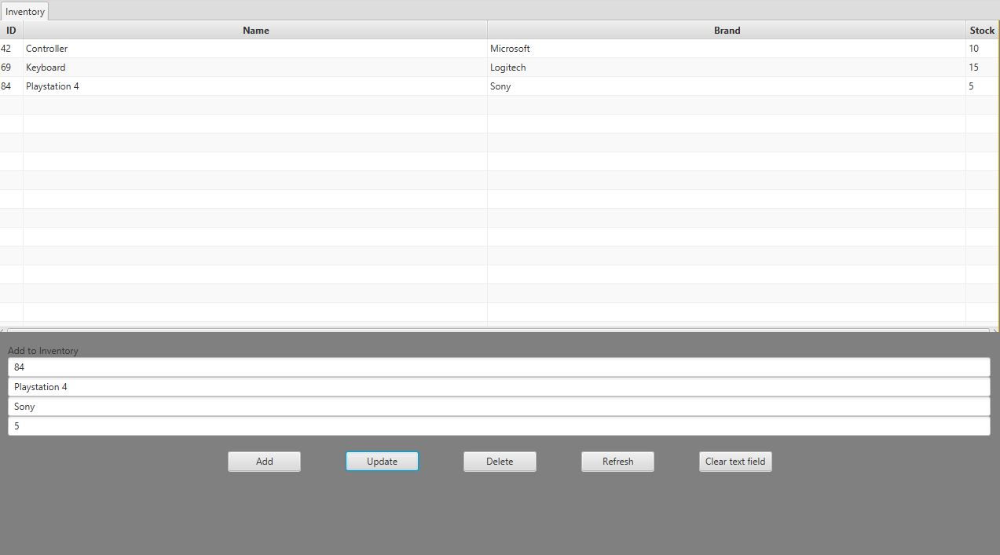 Inventory
ID Name Brand Stock
42 Controller Microsoft 10
69 Keyboard Logitech 15
84 Playstation 4 Sony 5
Add to Inventory
84
Playstation 4
Sony
5
Add Update Delete Refresh Clear text field